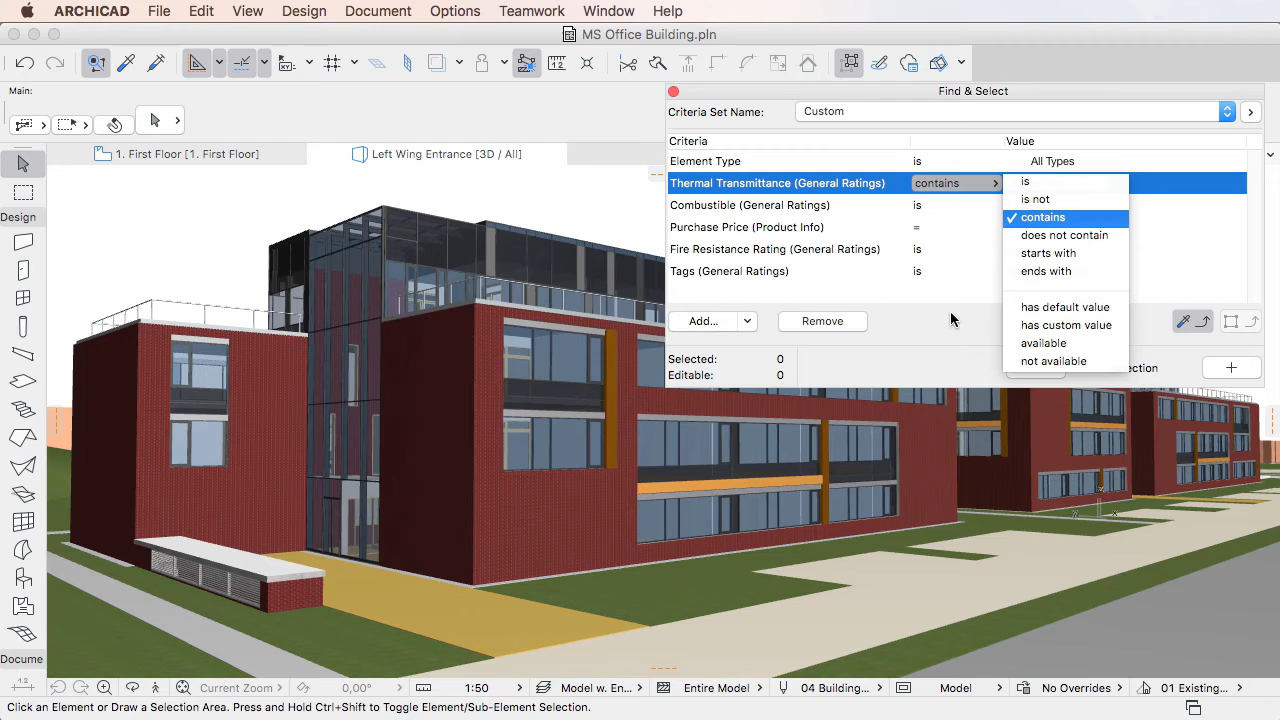 ARCHICAD File Edit View Design Document Options Teamwork Window Help
MS Office Building.pln
Main:
Find & Select
Criteria Set Name: Custom
Criteria Value
Element Type is All Types
Thermal Transmittance (General Ratings) contains
Combustible (General Ratings) is
Purchase Price (Product Info) =
Fire Resistance Rating (General Ratings) is
Tags (General Ratings) is
is
is not
contains
does not contain
starts with
ends with
has default value
has custom value
available
not available
Add... Remove
Selected: 0
Editable: 0
ection
1. First Floor [1. First Floor] Left Wing Entrance [3D / All]
Design
Docume
1.2 Current Zoom 0,00° 1:50 Model w. En... Entire Model 04 Building... Model No Overrides 01 Existing...
Click an Element or Draw a Selection Area. Press and Hold Ctrl+Shift to Toggle Element/Sub-Element Selection.